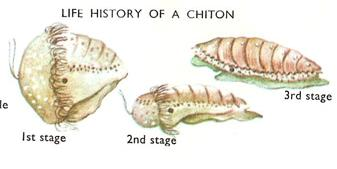 LIFE HISTORY OF A CHITON
3rd stage
1st stage
2nd stage